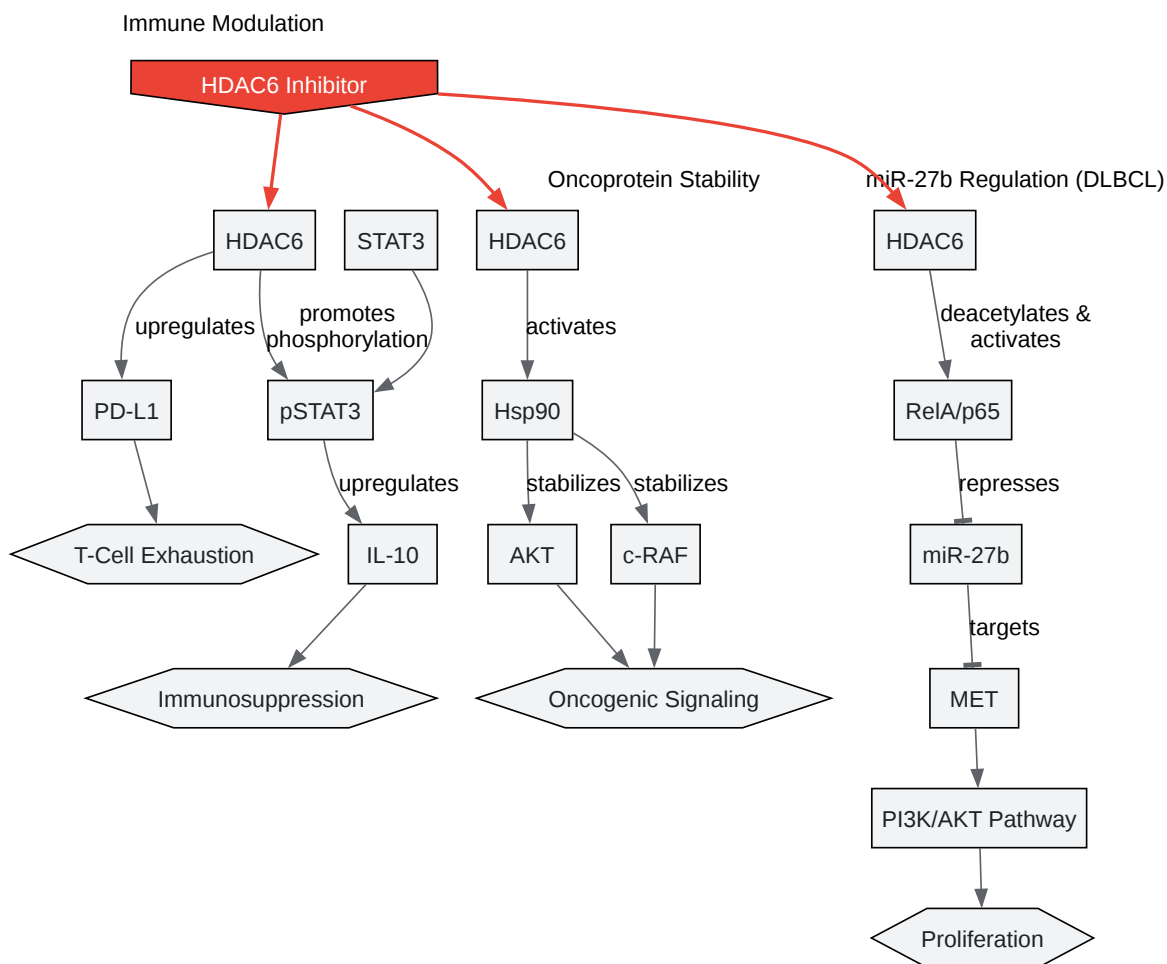 Immune Modulation
HDAC6 Inhibitor
Oncoprotein Stability
miR-27b Regulation (DLBCL)
HDAC6
STAT3
HDAC6
HDAC6
upregulates
promotes
phosphorylation
activates
deacetylates &
activates
PD-L1
pSTAT3
Hsp90
RelA/p65
upregulates
stabilizes
stabilizes
represses
T-Cell Exhaustion
IL-10
AKT
c-RAF
miR-27b
targets
Immunosuppression
Oncogenic Signaling
MET
PI3K/AKT Pathway
Proliferation